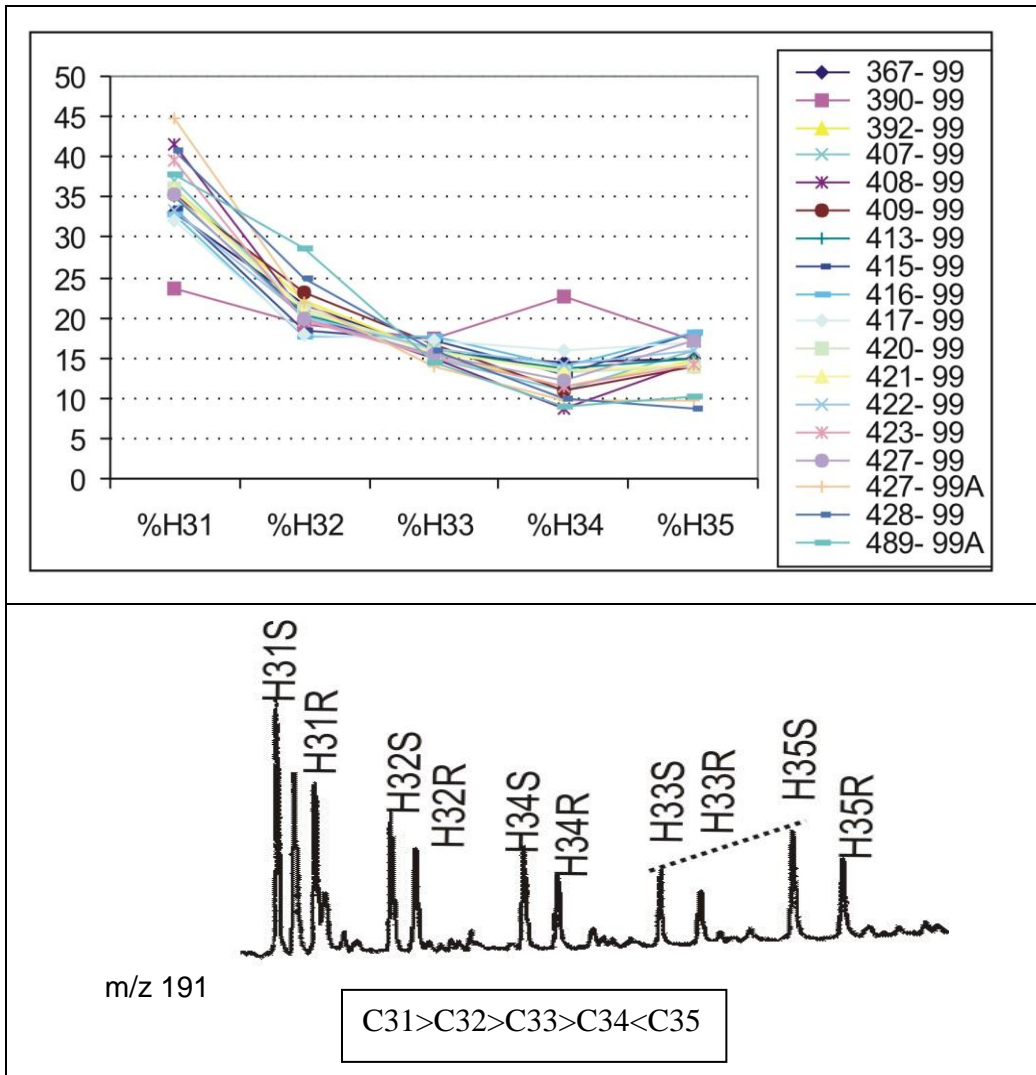 50
45
40
35
30
25
20
15
10
5
0
%H31 %H32 %H33 %H34 %H35
367- 99
390- 99
392- 99
407- 99
408- 99
409- 99
413- 99
415- 99
416- 99
417- 99
420- 99
421- 99
422- 99
423- 99
427- 99
427- 99A
428- 99
489- 99A
H31S
H31R
H32S
H32R
H34S
H34R
H33S
H33R
H35S
H35R
m/z 191
C31>C32>C33>C34<C35